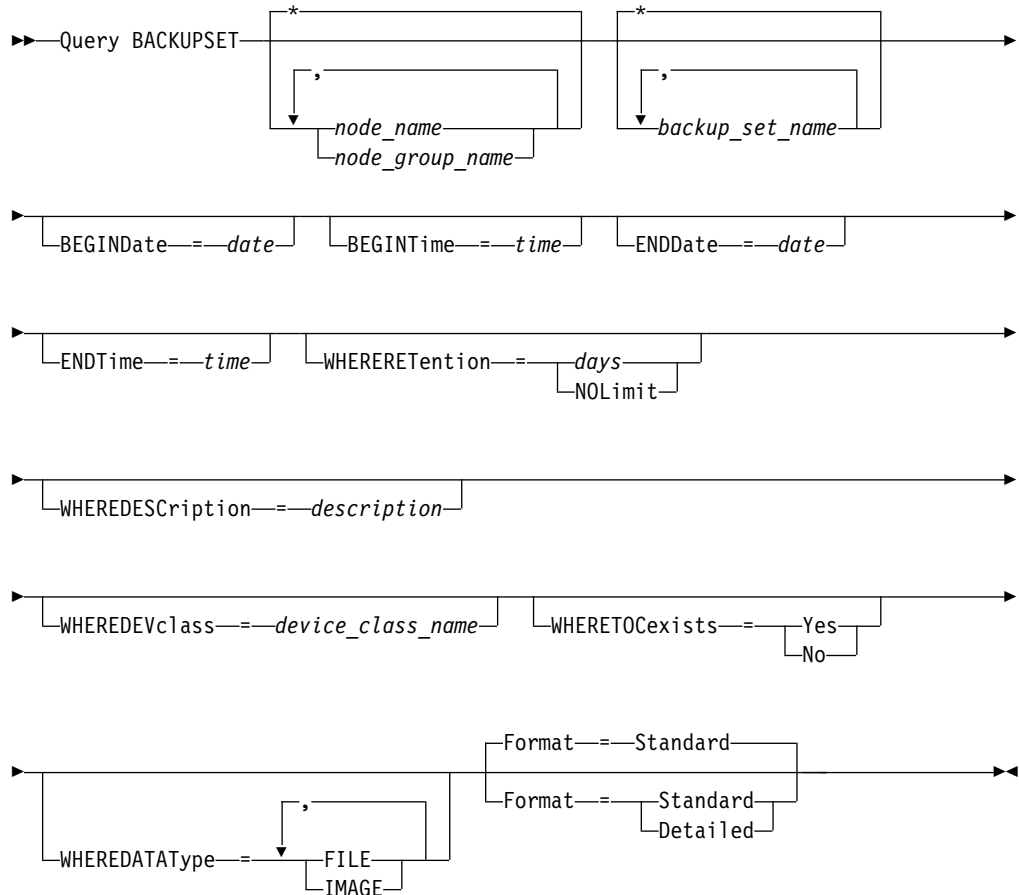 *
*
Query BACKUPSET
,
,
node_name
backup_set_name
node_group_name
BEGINDate = date
BEGINTime = time
ENDDate = date
ENDTime = time
WHERERETention = days
NOLimit
WHEREDESCription = description
WHEREDEVclass = device_class_name
WHERETOCexists = Yes
No
Format = Standard
,
Format = Standard
Detailed
WHEREDATAType = FILE
IMAGE